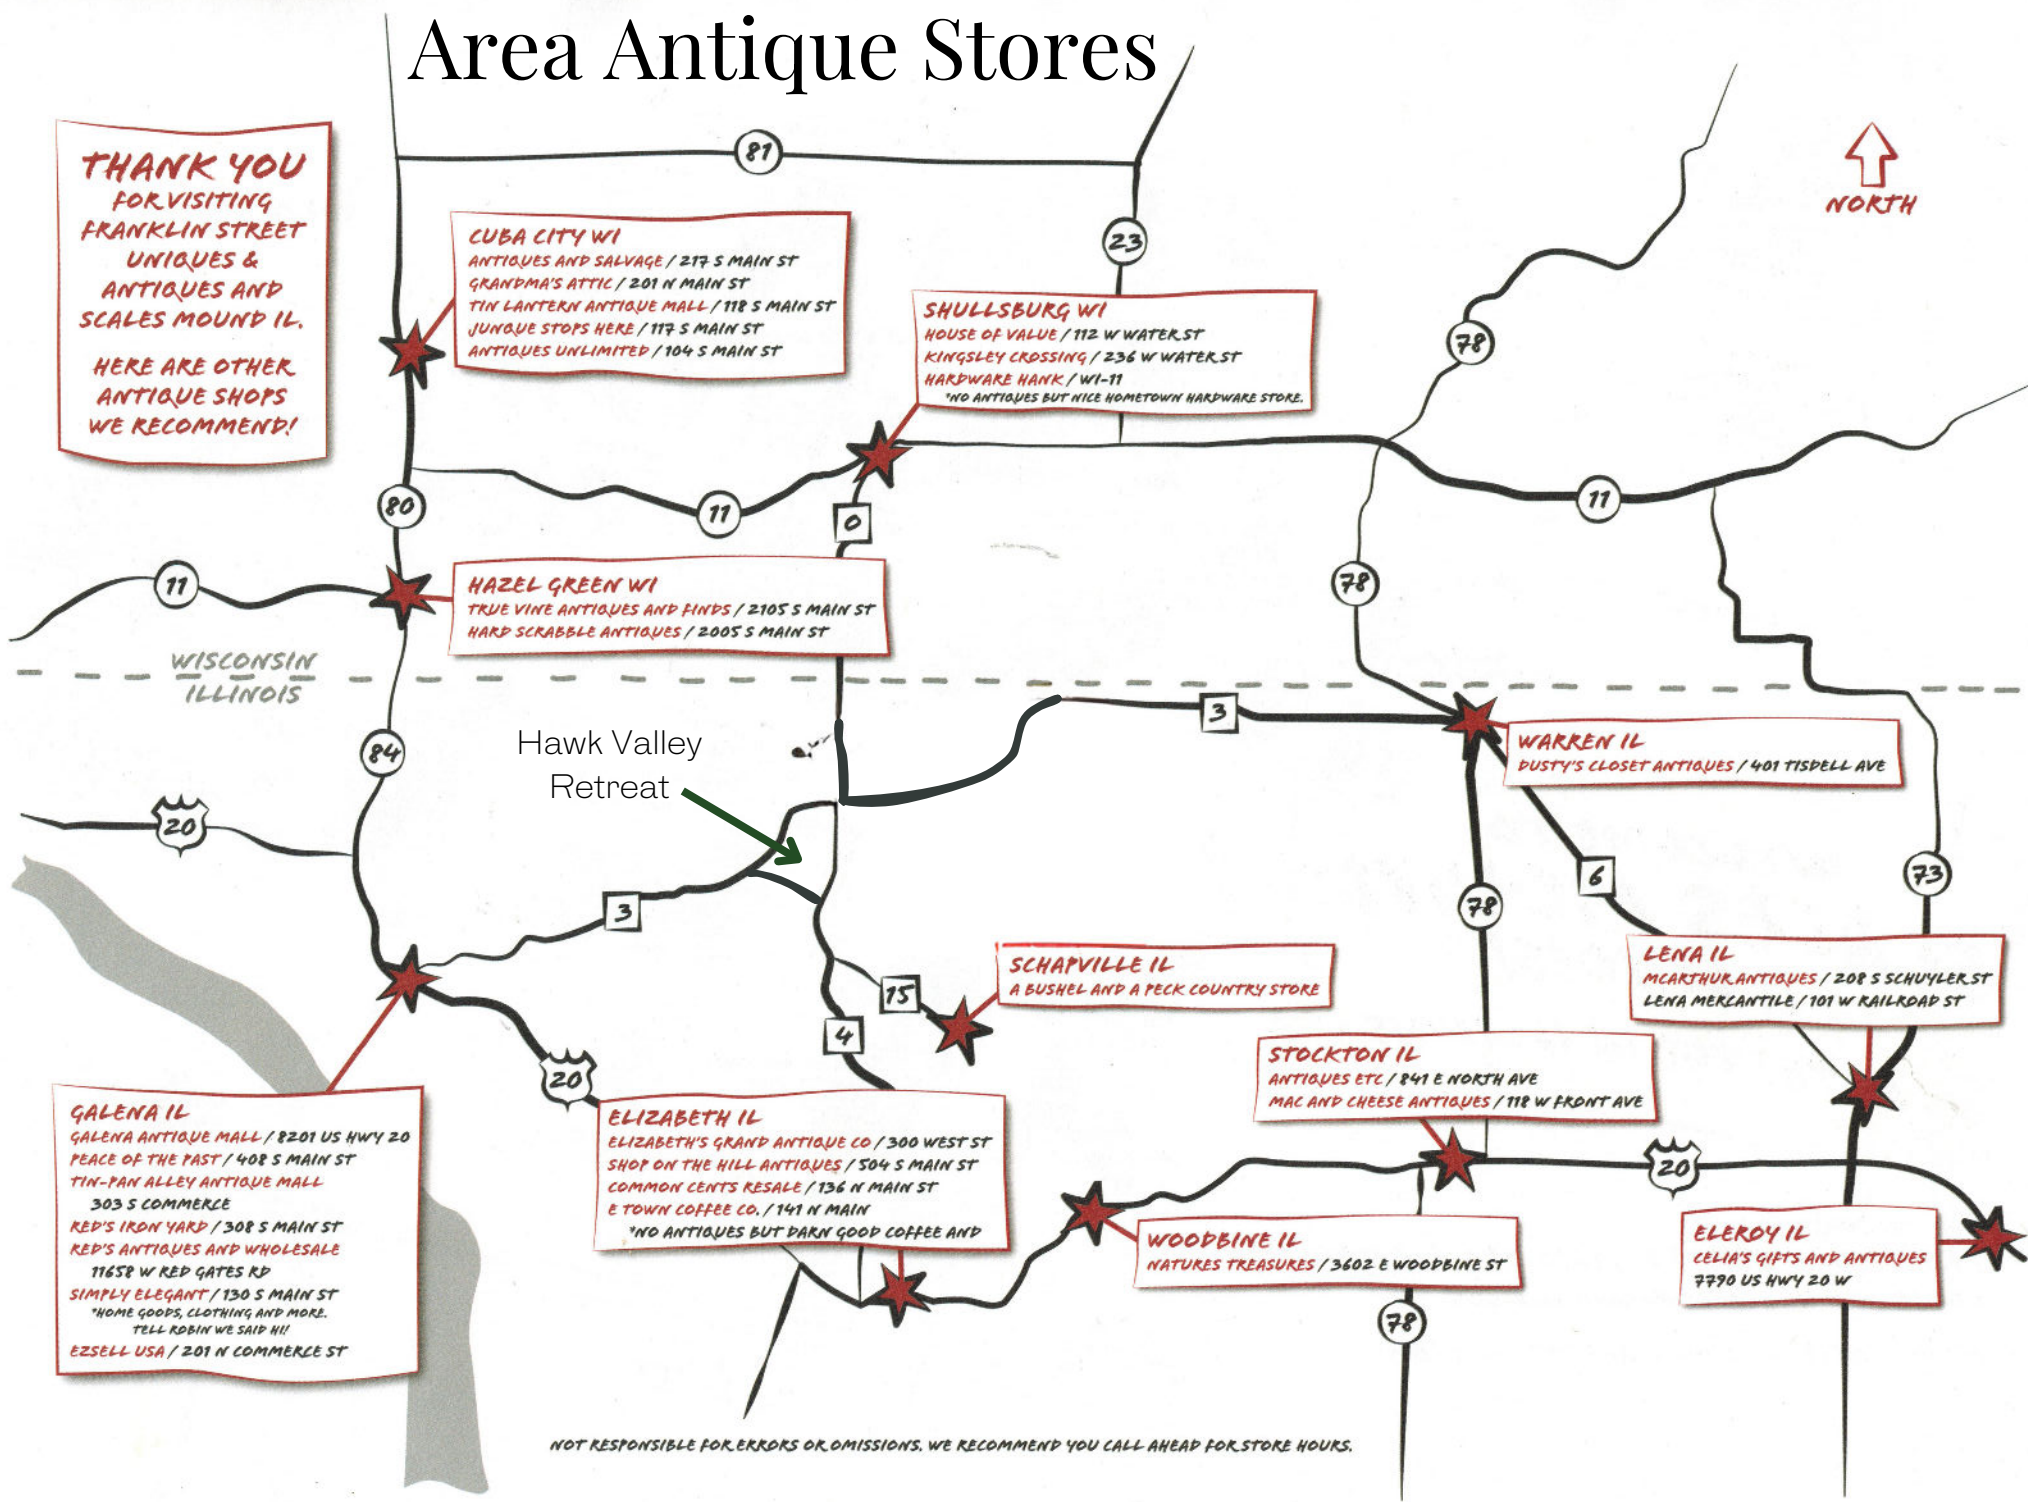 Area Antique Stores
THANK YOU
FOR VISITING
FRANKLIN STREET
UNIQUES &
ANTIQUES AND
SCALES MOUND IL.
HERE ARE OTHER
ANTIQUE SHOPS
WE RECOMMEND!
NORTH
81
23
CUBA CITY WI
ANTIQUES AND SALVAGE / 217 S MAIN ST
GRANDMA'S ATTIC / 201 N MAIN ST
TIN LANTERN ANTIQUE MALL / 118 S MAIN ST
JUNQUE STOPS HERE / 117 S MAIN ST
ANTIQUES UNLIMITED / 104 S MAIN ST
SHULLSBURG WI
HOUSE OF VALUE / 112 W WATER ST
KINGSLEY CROSSING / 236 W WATER ST
HARDWARE HANK / WI-11
*NO ANTIQUES BUT NICE HOMETOWN HARDWARE STORE.
78
80
11
0
11
11
78
HAZEL GREEN WI
TRUE VINE ANTIQUES AND FINDS / 2105 S MAIN ST
HARD SCRABBLE ANTIQUES / 2005 S MAIN ST
WISCONSIN
ILLINOIS
84
3
Hawk Valley
Retreat
WARREN IL
DUSTY'S CLOSET ANTIQUES / 401 TISDELL AVE
20
3
78
6
73
SCHAPVILLE IL
A BUSHEL AND A PECK COUNTRY STORE
15
4
LENA IL
MCARTHUR ANTIQUES / 208 S SCHUYLER ST
LENA MERCANTILE / 101 W RAILROAD ST
STOCKTON IL
ANTIQUES ETC / 841 E NORTH AVE
MAC AND CHEESE ANTIQUES / 118 W FRONT AVE
20
20
GALENA IL
GALENA ANTIQUE MALL / 8201 US HWY 20
PEACE OF THE PAST / 408 S MAIN ST
TIN-PAN ALLEY ANTIQUE MALL
303 S COMMERCE
RED'S IRON YARD / 308 S MAIN ST
RED'S ANTIQUES AND WHOLESALE
11658 W RED GATES RD
SIMPLY ELEGANT / 130 S MAIN ST
*HOME GOODS, CLOTHING AND MORE.
TELL ROBIN WE SAID HI!
EZSELL USA / 201 N COMMERCE ST
ELIZABETH IL
ELIZABETH'S GRAND ANTIQUE CO / 300 WEST ST
SHOP ON THE HILL ANTIQUES / 504 S MAIN ST
COMMON CENTS RESALE / 136 N MAIN ST
E TOWN COFFEE CO. / 141 N MAIN
*NO ANTIQUES BUT DARN GOOD COFFEE AND
WOODBINE IL
NATURES TREASURES / 3602 E WOODBINE ST
ELEROY IL
CELIA'S GIFTS AND ANTIQUES
7790 US HWY 20 W
78
NOT RESPONSIBLE FOR ERRORS OR OMISSIONS. WE RECOMMEND YOU CALL AHEAD FOR STORE HOURS.